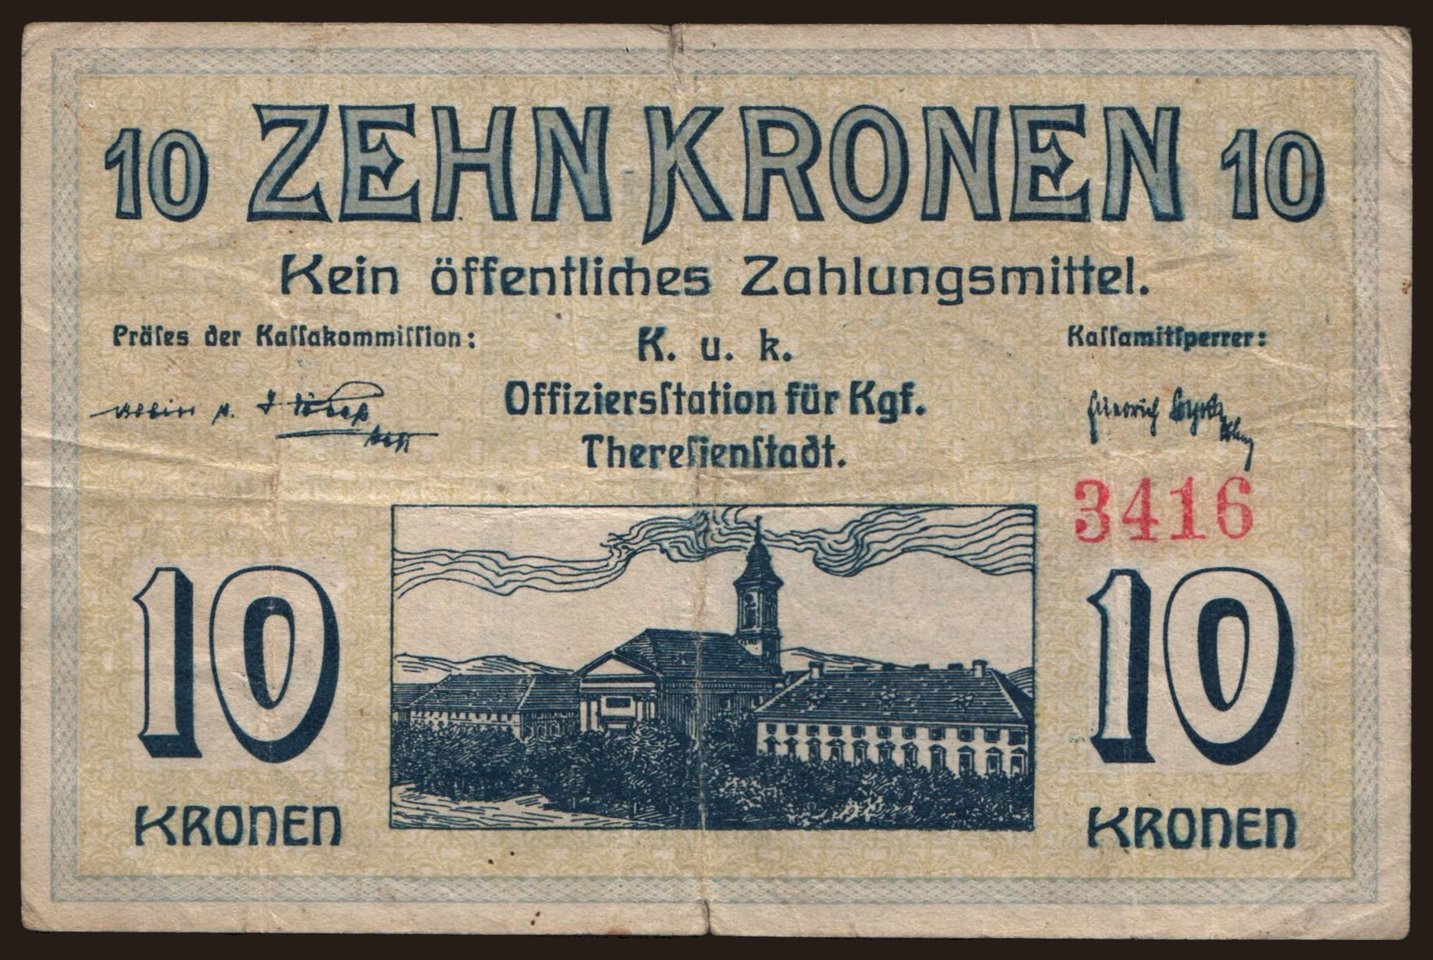 10 ZEHN KRONEN 10
Kein öffentliches Zahlungsmittel.
Präſes der Kaſſakommiſſion:
K. u. k.
Kaſſamitſperrer:
Offiziersſtation für Kgf.
Thereſienſtadt.
3416
10
10
KRONEN
KRONEN